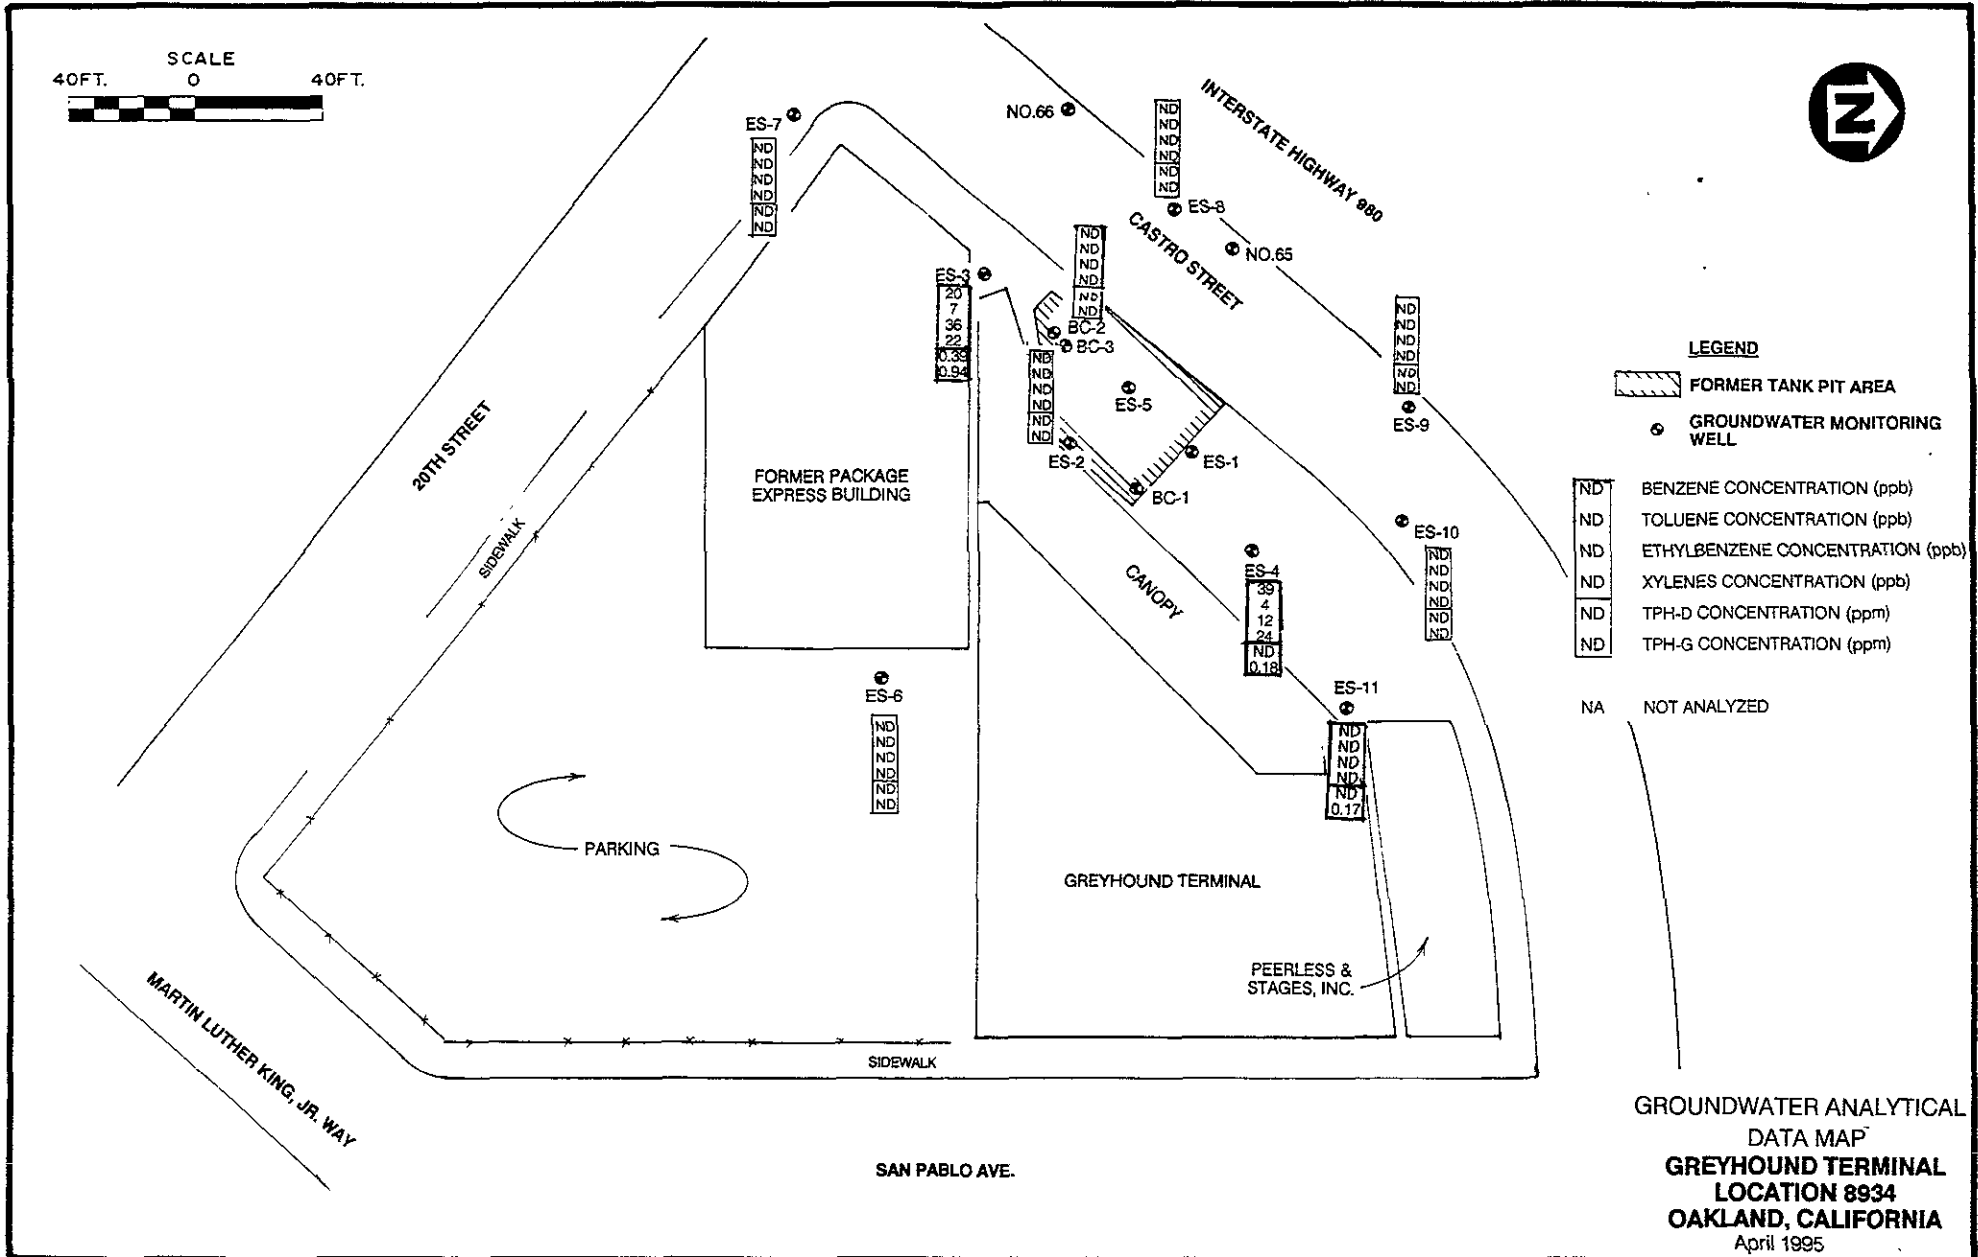 SCALE
40FT. 0 40FT.
N
ES-7
ND
ND
ND
ND
ND
ND
NO.66
ND
ND
ND
ND
ND
ND
ES-8
INTERSTATE HIGHWAY 980
CASTRO STREET
NO.65
ES-3
20
7
36
22
0.39
0.94
ND
ND
ND
ND
ND
ND
BC-2
BC-3
ND
ND
ND
ND
ND
ND
ES-5
ES-2
ES-1
BC-1
ND
ND
ND
ND
ND
ND
ES-9
ES-10
ND
ND
ND
ND
ND
ND
20TH STREET
SIDEWALK
FORMER PACKAGE
EXPRESS BUILDING
CANOPY
ES-4
39
4
12
24
ND
0.18
ES-11
ND
ND
ND
ND
ND
0.17
ES-6
ND
ND
ND
ND
ND
ND
PARKING
GREYHOUND TERMINAL
PEERLESS &
STAGES, INC.
SIDEWALK
MARTIN LUTHER KING, JR. WAY
SAN PABLO AVE.
LEGEND
FORMER TANK PIT AREA
GROUNDWATER MONITORING
WELL
ND BENZENE CONCENTRATION (ppb)
ND TOLUENE CONCENTRATION (ppb)
ND ETHYLBENZENE CONCENTRATION (ppb)
ND XYLENES CONCENTRATION (ppb)
ND TPH-D CONCENTRATION (ppm)
ND TPH-G CONCENTRATION (ppm)
NA NOT ANALYZED
GROUNDWATER ANALYTICAL
DATA MAP
GREYHOUND TERMINAL
LOCATION 8934
OAKLAND, CALIFORNIA
April 1995